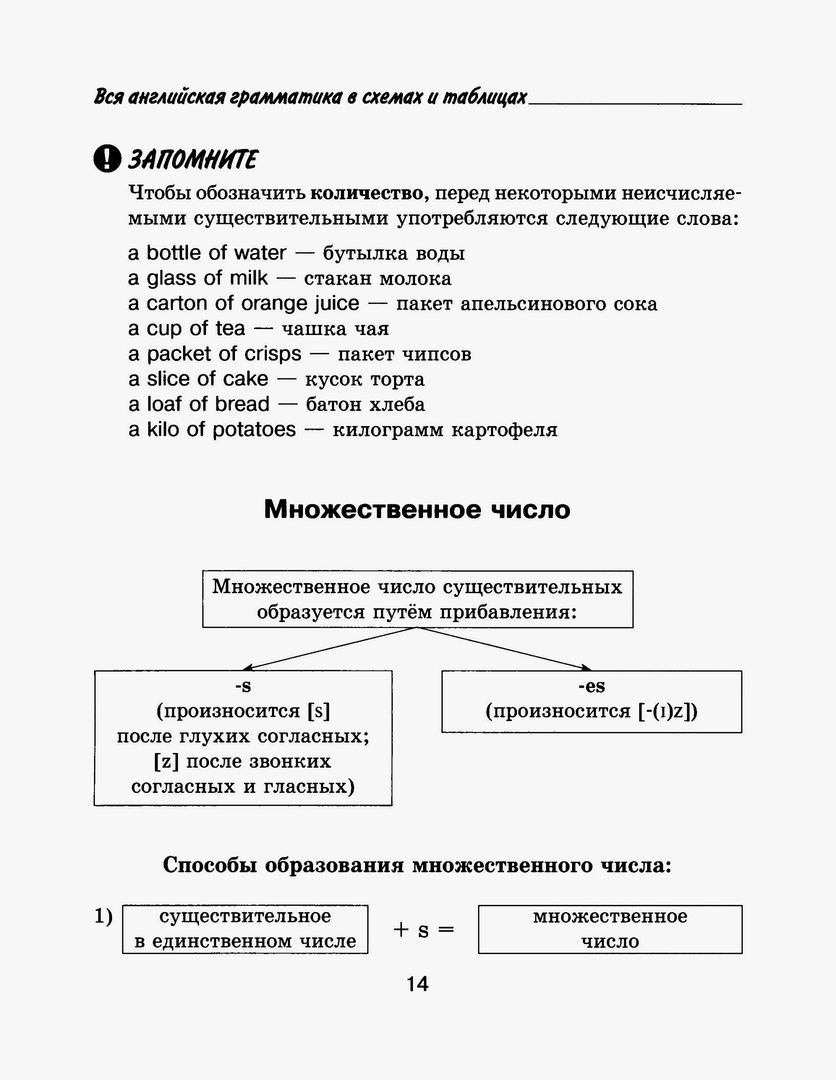 Вся английская грамматика в схемах и таблицах
! ЗАПОМНИТЕ
Чтобы обозначить количество, перед некоторыми неисчисляе-
мыми существительными употребляются следующие слова:
a bottle of water — бутылка воды
a glass of milk — стакан молока
a carton of orange juice — пакет апельсинового сока
a cup of tea — чашка чая
a packet of crisps — пакет чипсов
a slice of cake — кусок торта
a loaf of bread — батон хлеба
a kilo of potatoes — килограмм картофеля
Множественное число
Множественное число существительных
образуется путём прибавления:
-s
(произносится [s]
после глухих согласных;
[z] после звонких
согласных и гласных)
-es
(произносится [-(ı)z])
Способы образования множественного числа:
1) существительное
в единственном числе
+ s =
множественное
число
14